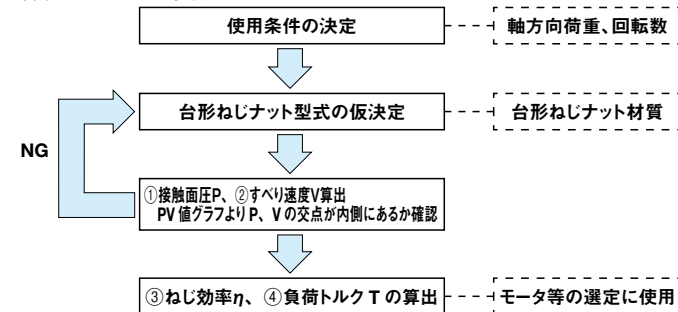 使用条件の決定
軸方向荷重、回転数
台形ねじナット型式の仮決定
台形ねじナット材質
NG
①接触面圧P、②すべり速度V算出
PV値グラフよりP、Vの交点が内側にあるか確認
③ねじ効率η、④負荷トルクTの算出
モータ等の選定に使用